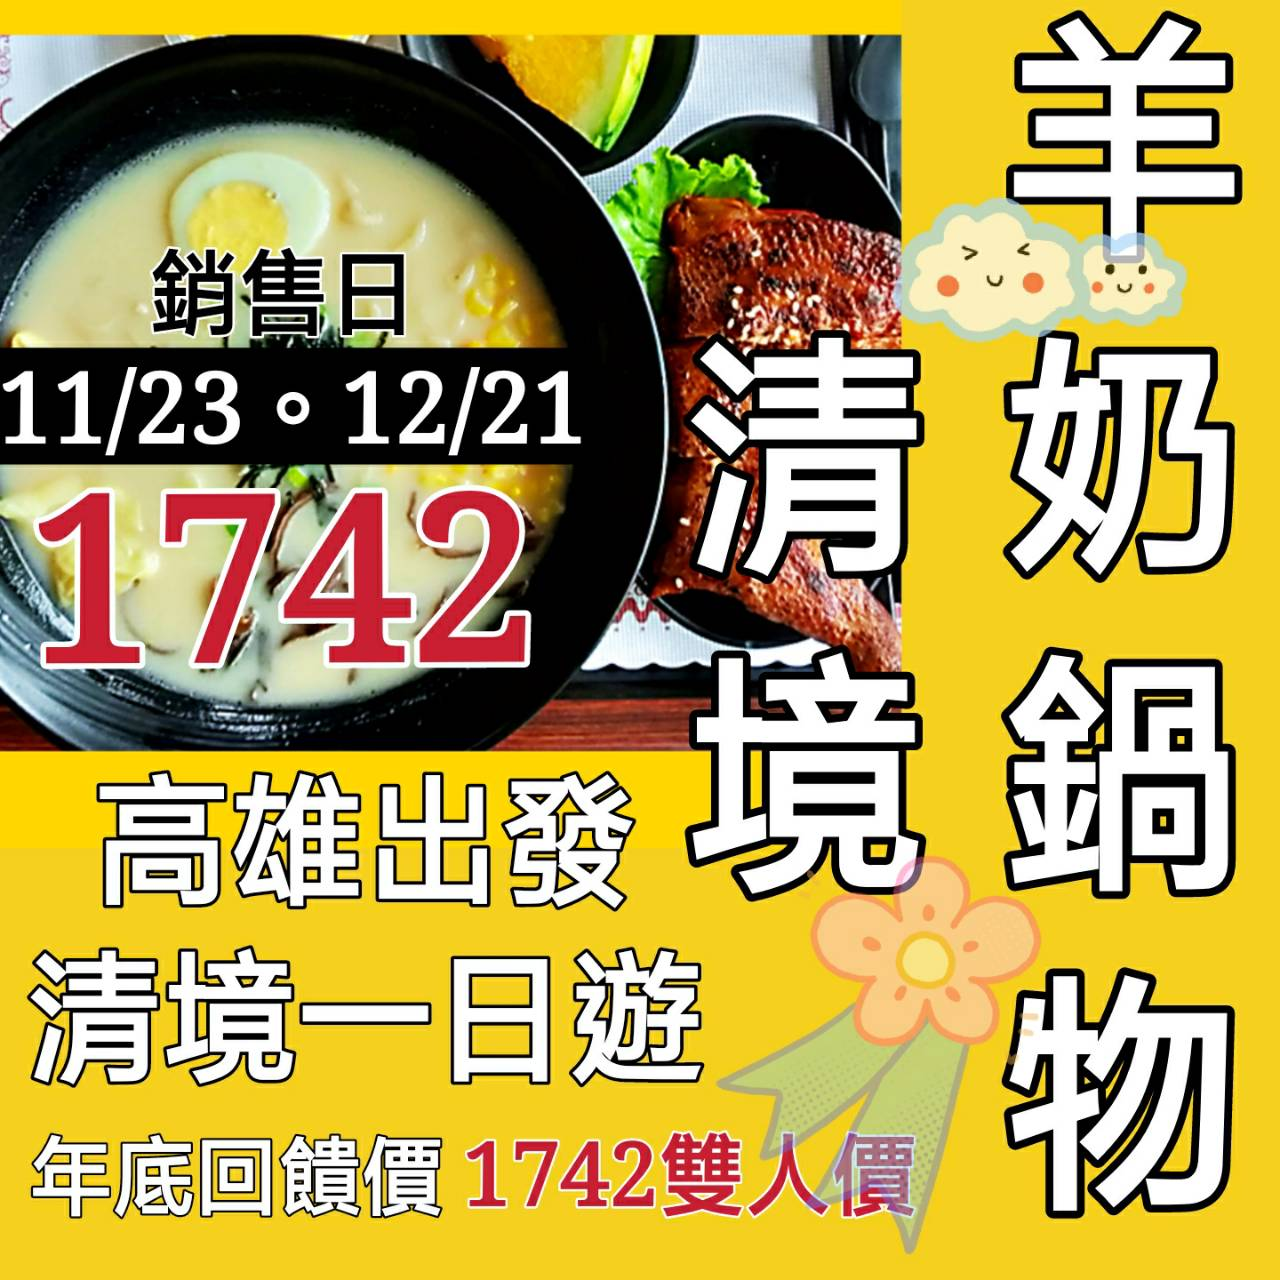 羊奶鍋物
清境
銷售日
11/23。12/21
1742
高雄出發
清境一日遊
年底回饋價 1742雙人價